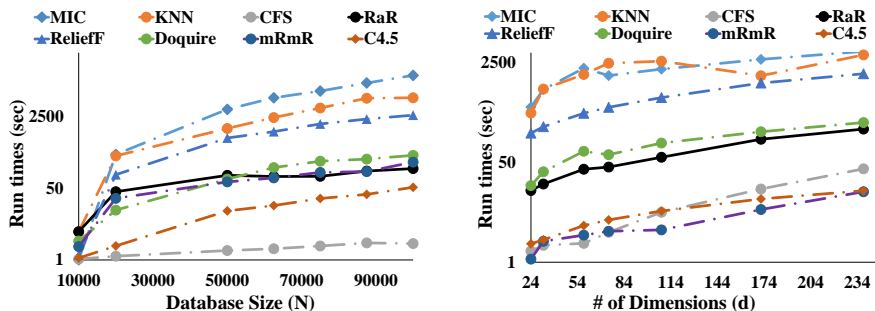 MIC KNN CFS RaR
ReliefF Doquire mRmR C4.5
Run times (sec)
2500
50
1
10000 30000 50000 70000 90000
Database Size (N)
MIC KNN CFS RaR
ReliefF Doquire mRmR C4.5
Run times (sec)
2500
50
1
24 54 84 114 144 174 204 234
# of Dimensions (d)